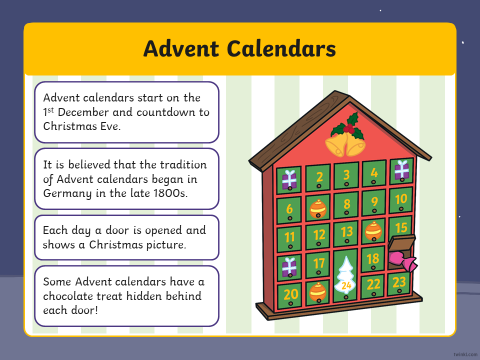 Advent Calendars
Advent calendars start on the
1st December and countdown to
Christmas Eve.
It is believed that the tradition
of Advent calendars began in
Germany in the late 1800s.
Each day a door is opened and
shows a Christmas picture.
Some Advent calendars have a
chocolate treat hidden behind
each door!
2 3 4
6 8 9 10
11 12 13 15
17 18
24
20 22 23
twinkl.com